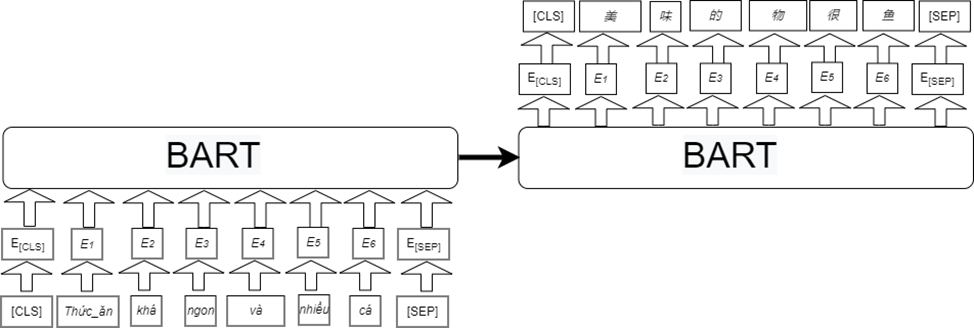 [CLS] 美 味 的 物 很 鱼 [SEP]
E[CLS] E1 E2 E3 E4 E5 E6 E[SEP]
BART BART
E[CLS] E1 E2 E3 E4 E5 E6 E[SEP]
[CLS] Thức_ăn khá ngon và nhiều cá [SEP]